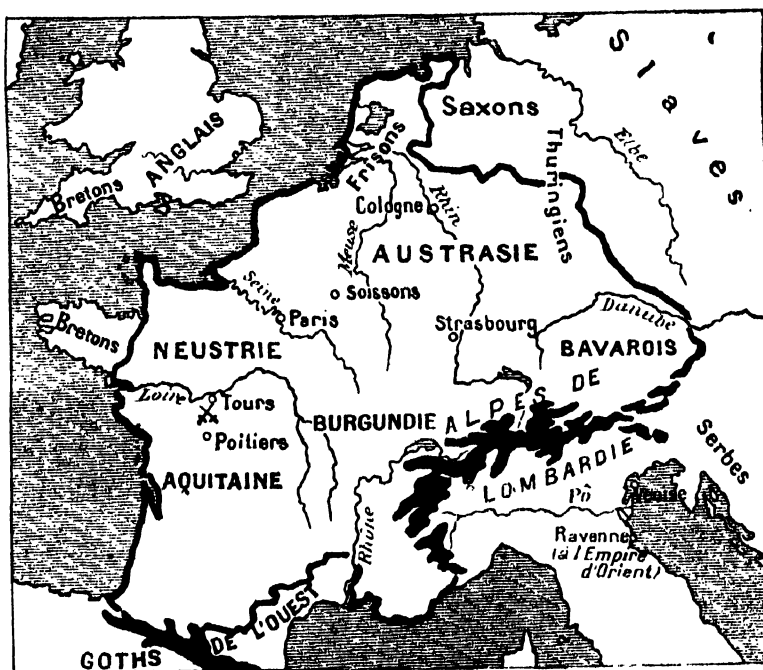 Slaves
Saxons
Elbe
ANGLAIS
Thuringiens
Frisons
Bretons
Cologne
Rhin
Meuse
AUSTRASIE
Seine
Soissons
Danube
Paris
Strasbourg
Bretons
NEUSTRIE
BAVAROIS
Loire
Tours
ALPES DE
BURGUNDIE
Poitiers
AQUITAINE
LOMBARDIE
Serbes
Pô
Venise
Rhône
Ravenne
(à l'Empire
d'Orient)
GOTHS DE L'OUEST